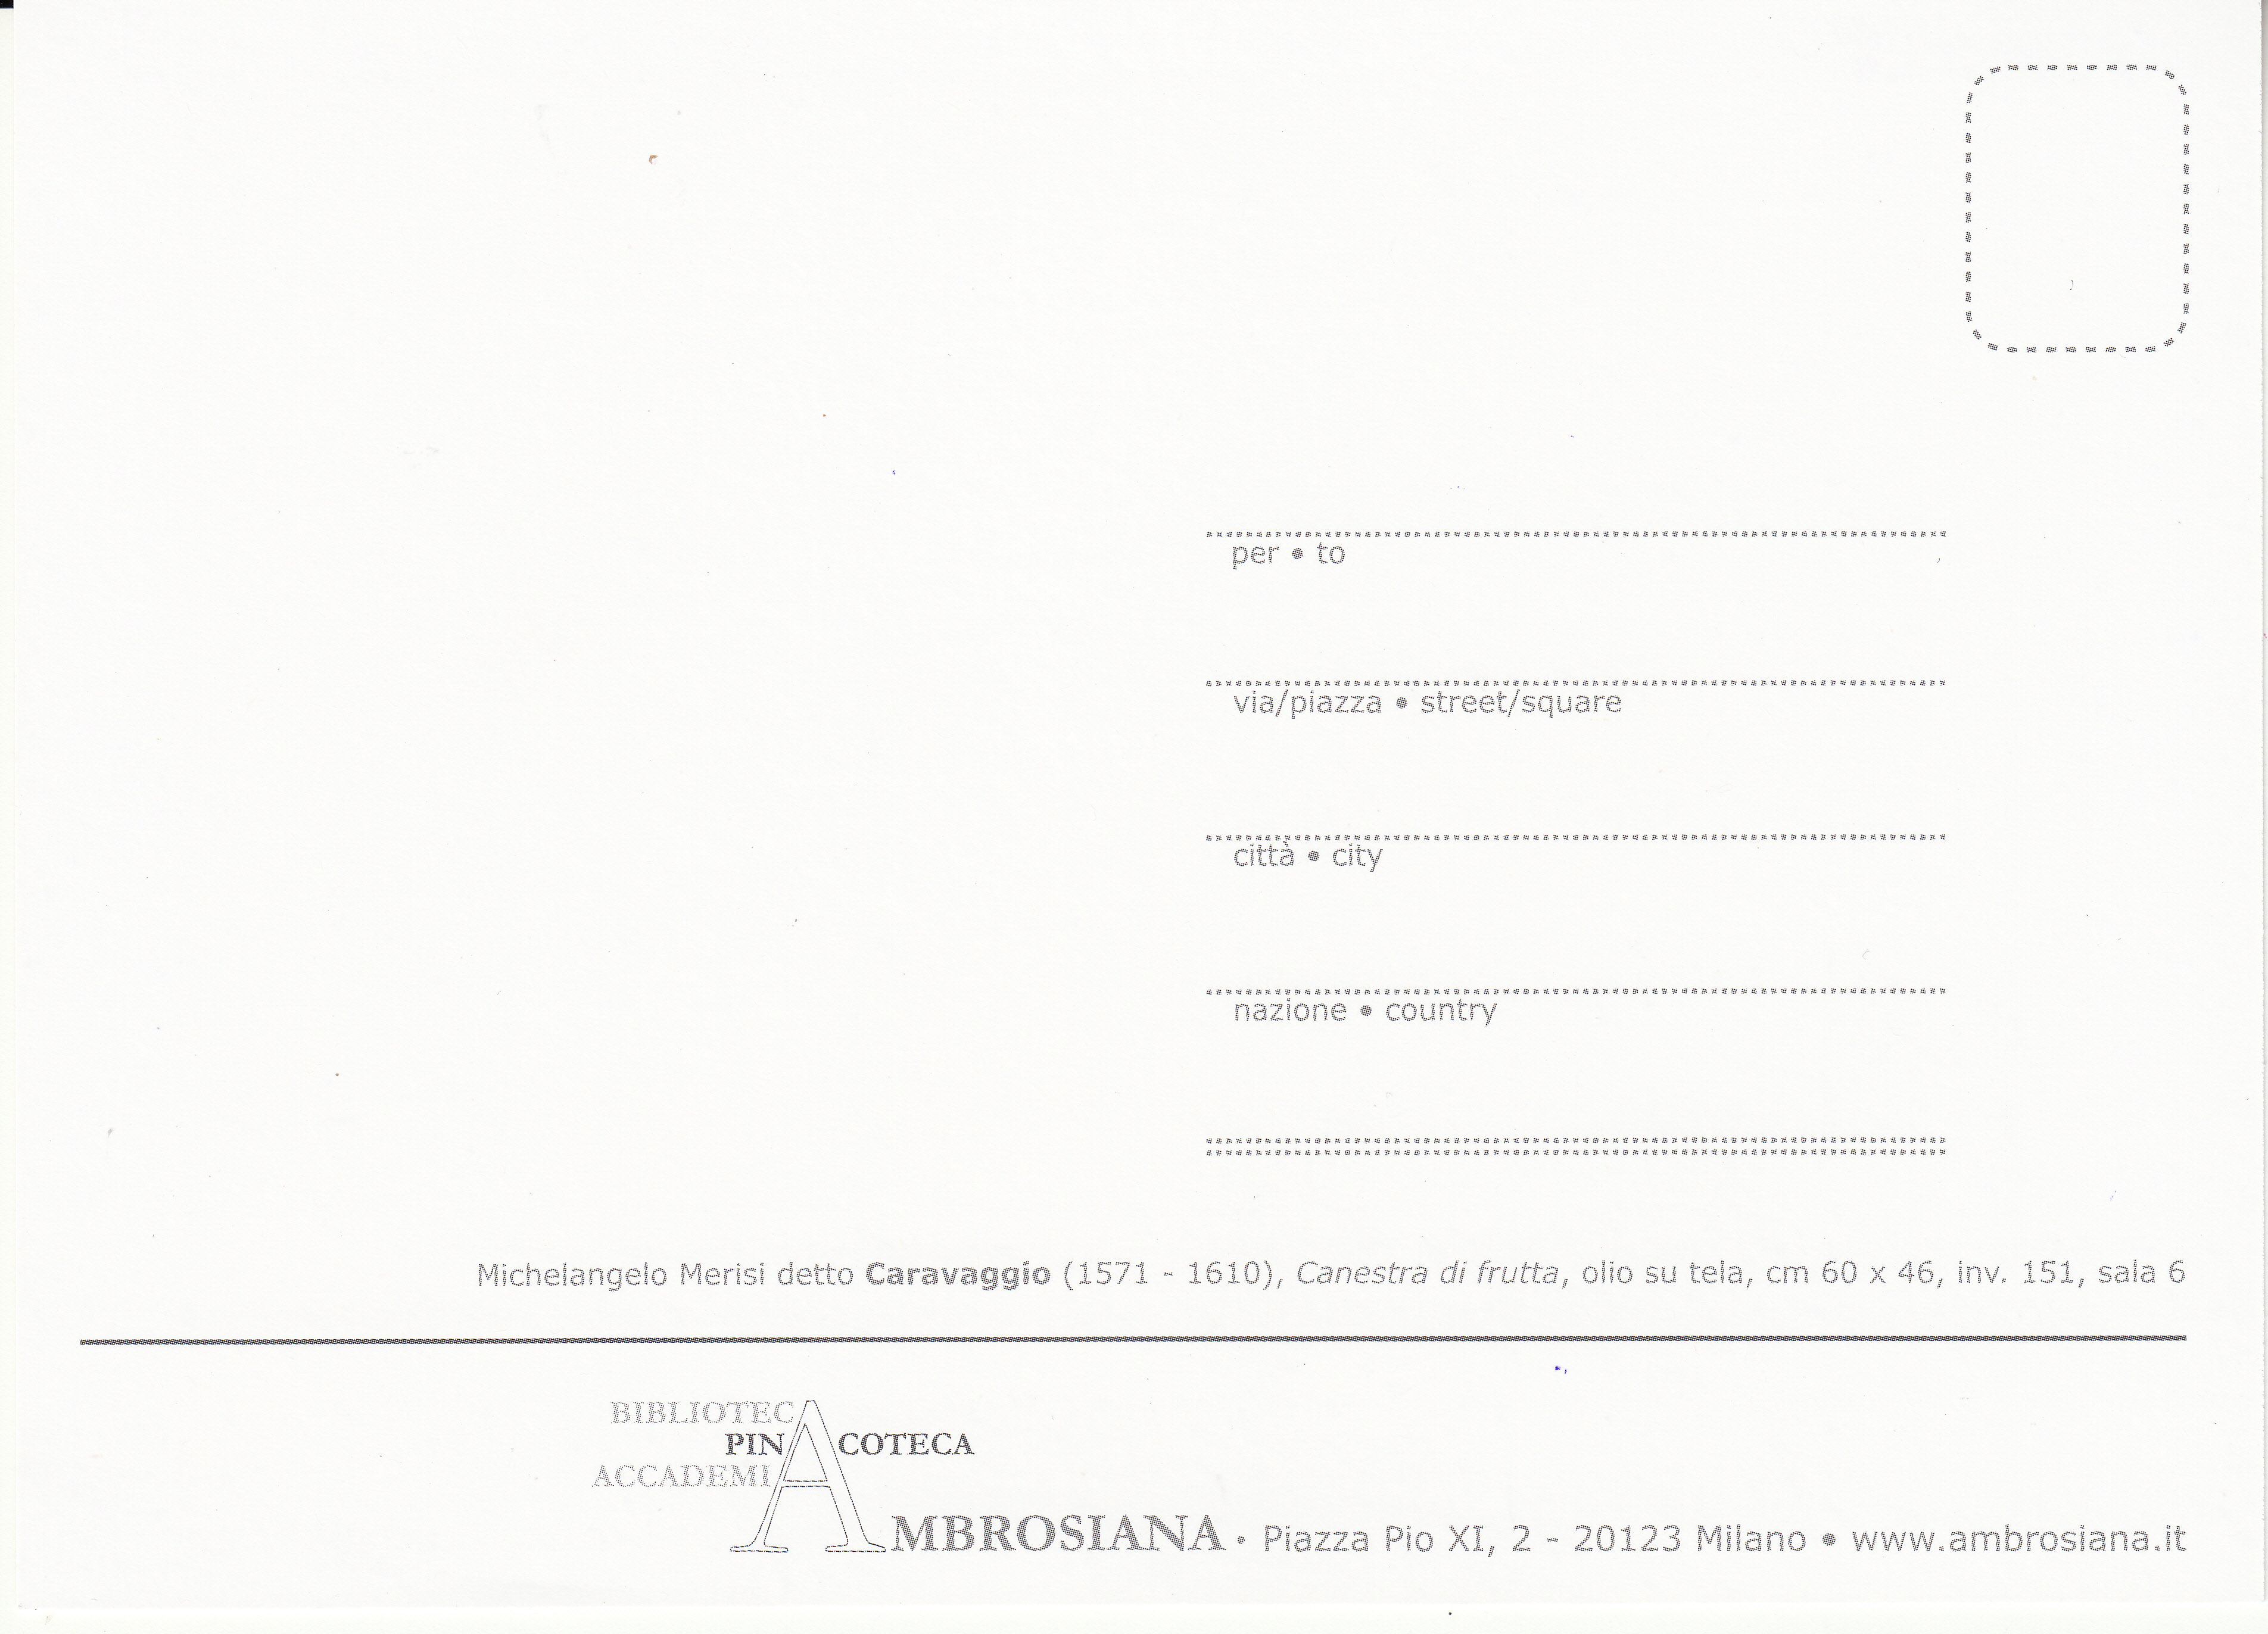 per • to
via/piazza • street/square
città • city
nazione • country
Michelangelo Merisi detto Caravaggio (1571 - 1610), Canestra di frutta, olio su tela, cm 60 x 46, inv. 151, sala 6
BIBLIOTECA
PINACOTECA
ACCADEMIA
AMBROSIANA • Piazza Pio XI, 2 - 20123 Milano • www.ambrosiana.it